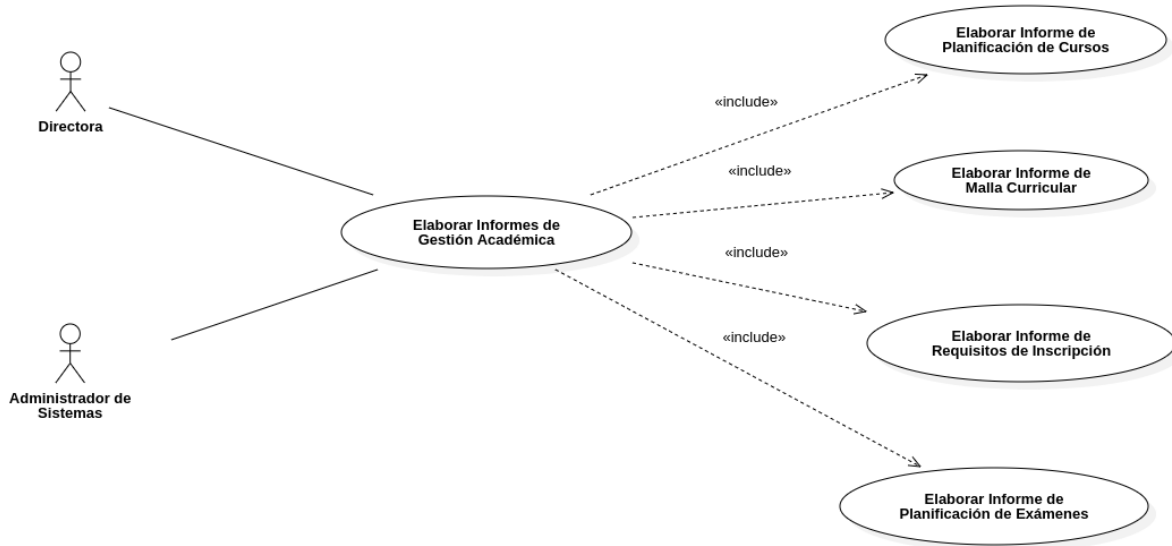 Directora
Administrador de
Sistemas
Elaborar Informes de
Gestión Académica
«include»
«include»
«include»
«include»
Elaborar Informe de
Planificación de Cursos
Elaborar Informe de
Malla Curricular
Elaborar Informe de
Requisitos de Inscripción
Elaborar Informe de
Planificación de Exámenes